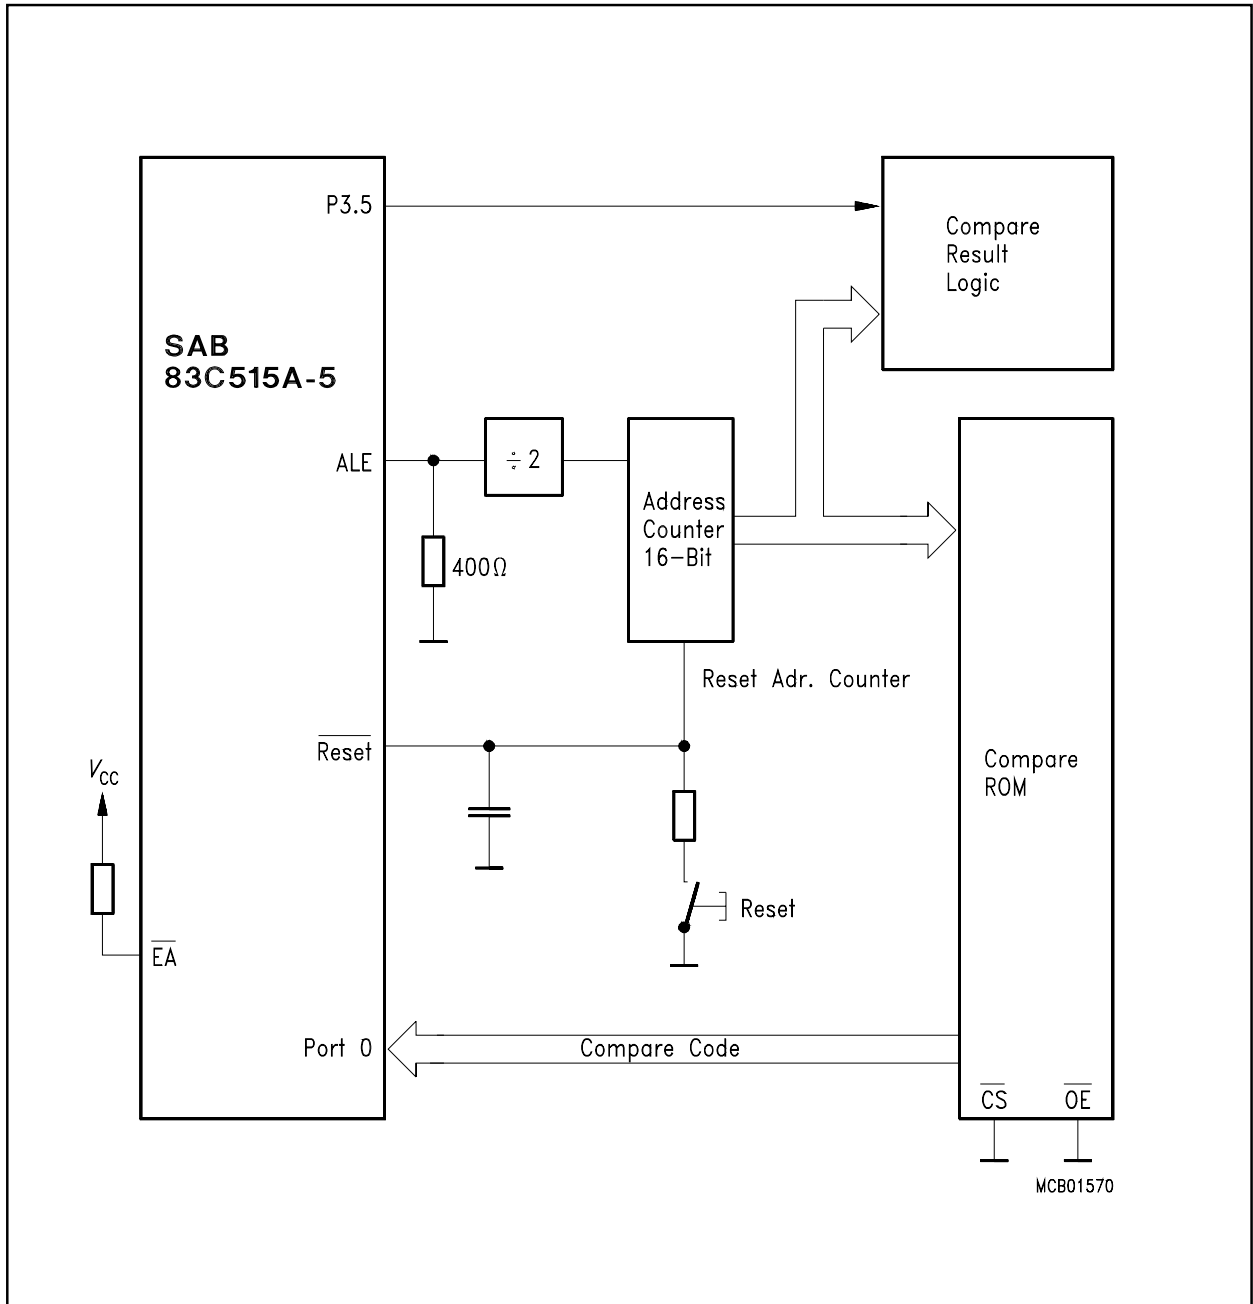 P3.5
Compare
Result
Logic
SAB
83C515A-5
ALE
÷ 2
Address
Counter
16-Bit
400Ω
Reset Adr. Counter
Reset
Compare
ROM
VCC
Reset
EA
Port 0
Compare Code
CS
OE
MCB01570